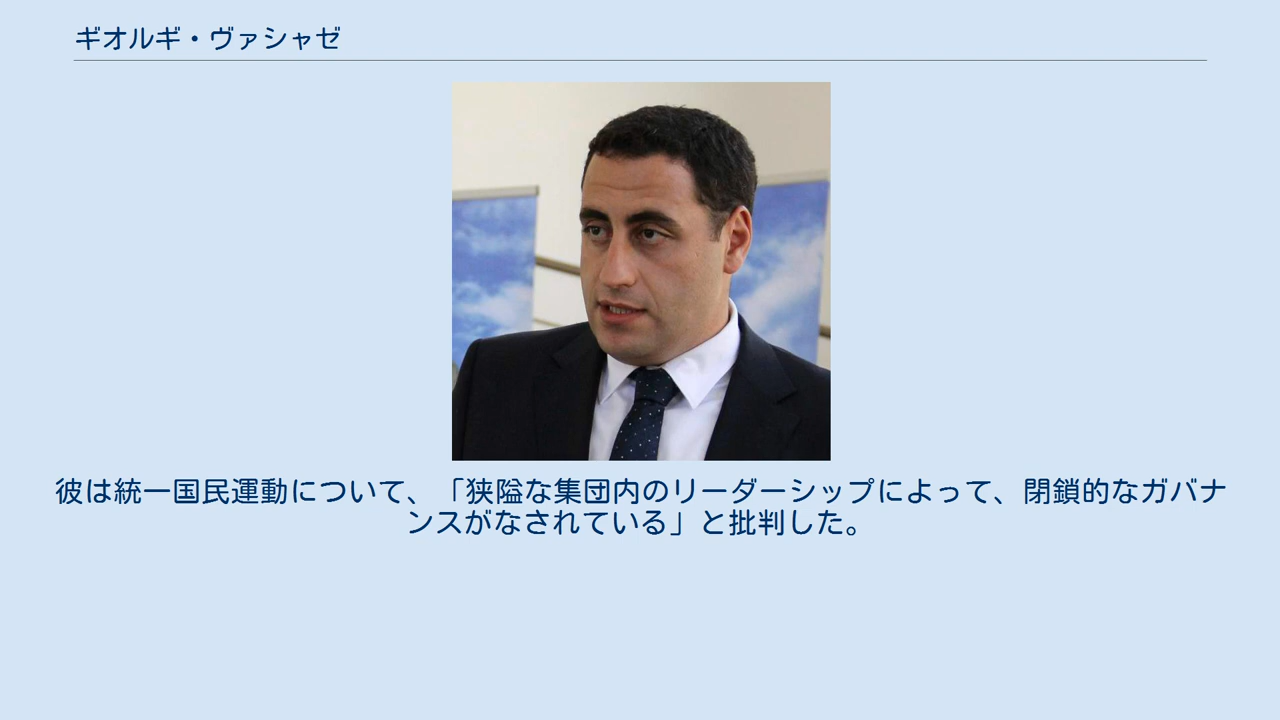 ギオルギ・ヴァシャゼ
彼は統一国民運動について、「狭隘な集団内のリーダーシップによって、閉鎖的なガバナ
ンスがなされている」と批判した。